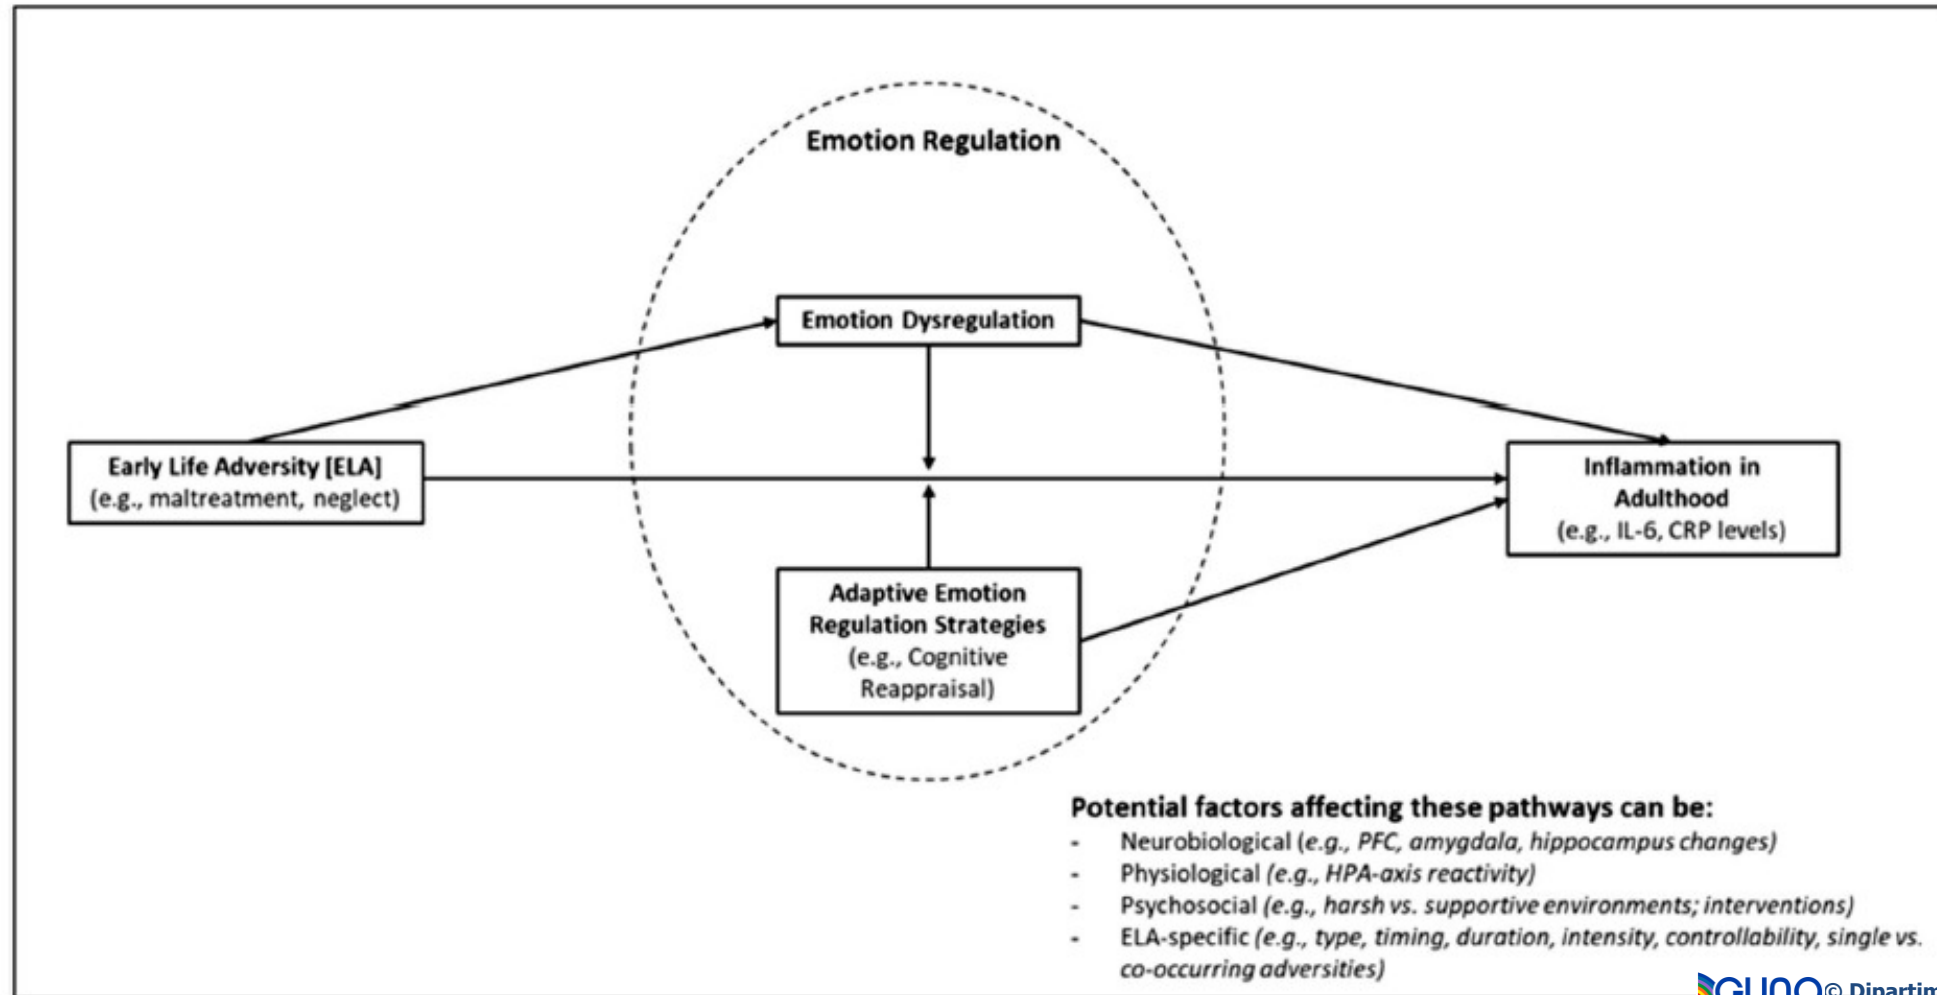 Emotion Regulation
Emotion Dysregulation
Early Life Adversity [ELA]
(e.g., maltreatment, neglect)
Inflammation in
Adulthood
(e.g., IL-6, CRP levels)
Adaptive Emotion
Regulation Strategies
(e.g., Cognitive
Reappraisal)
Potential factors affecting these pathways can be:
- Neurobiological (e.g., PFC, amygdala, hippocampus changes)
- Physiological (e.g., HPA-axis reactivity)
- Psychosocial (e.g., harsh vs. supportive environments; interventions)
- ELA-specific (e.g., type, timing, duration, intensity, controllability, single vs.
co-occurring adversities)
©